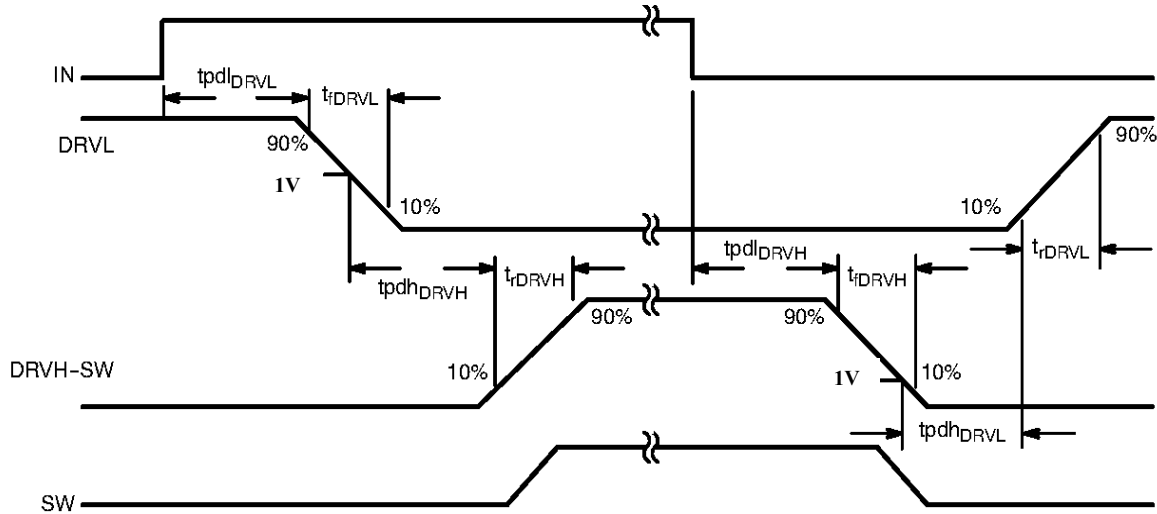 IN
tpdlDRVL
tfDRVL
DRVL
90%
90%
1V
10%
10%
tpdhDRVH
trDRVH
tpdlDRVH
tfDRVH
trDRVL
90%
90%
DRVH-SW
10%
1V
10%
tpdhDRVL
SW